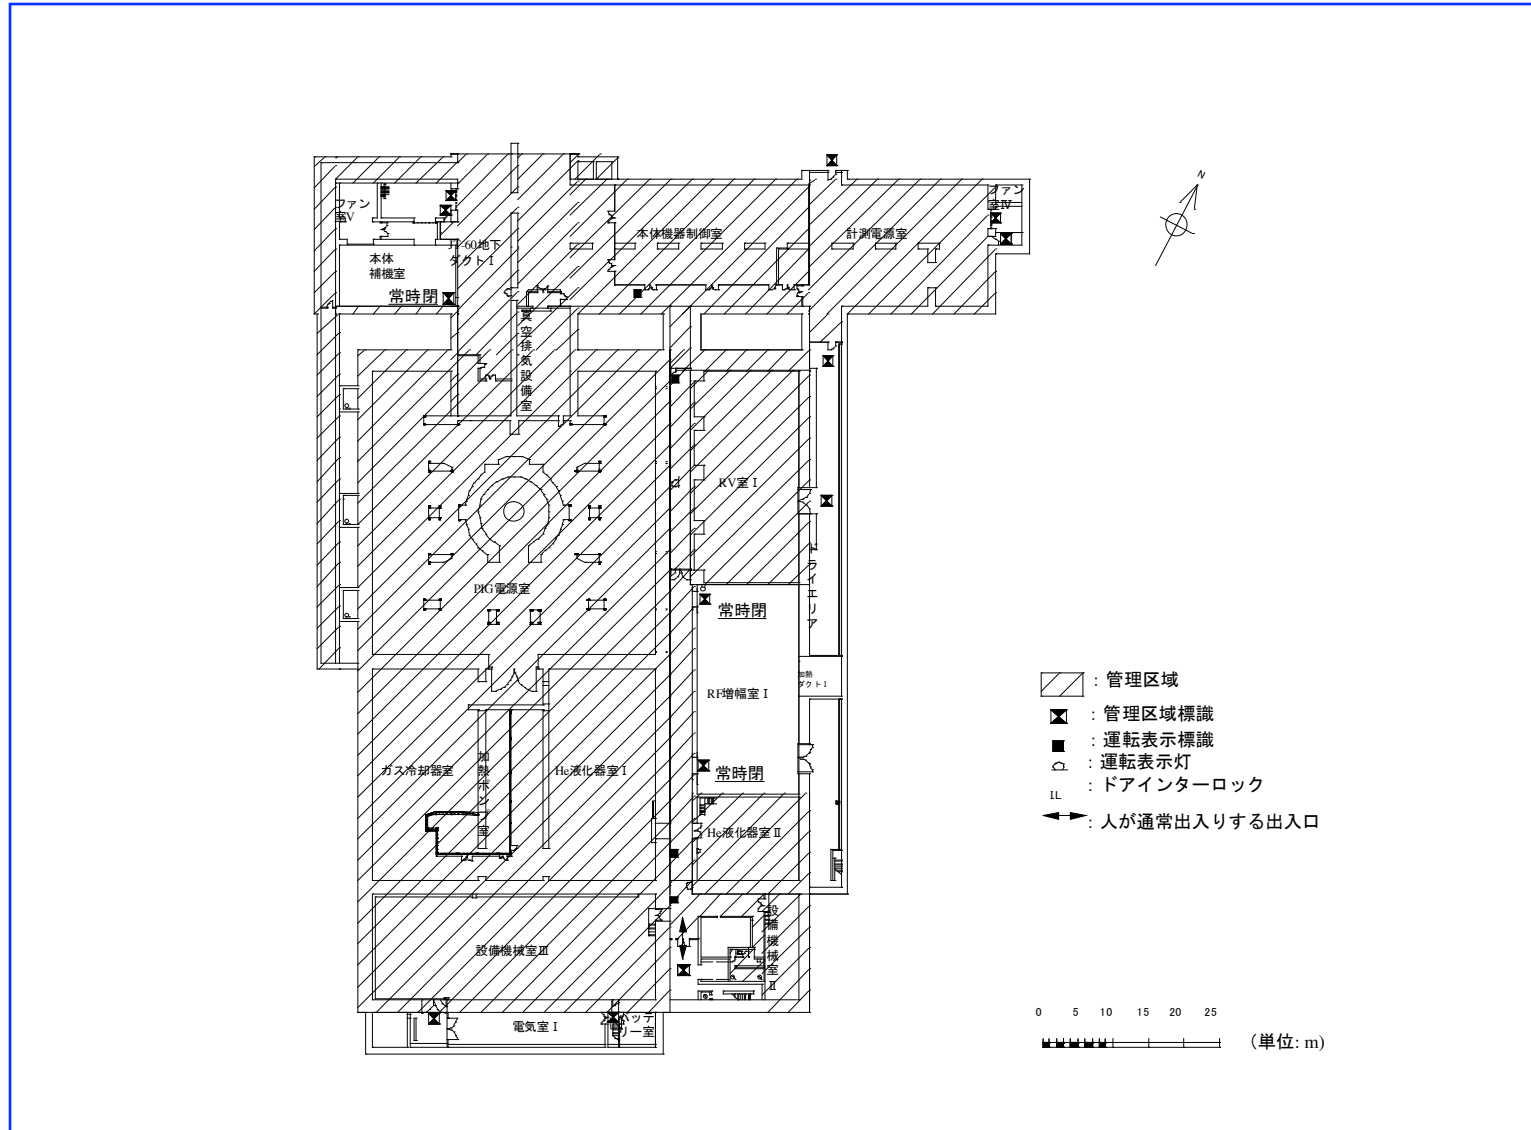 N
ファン
室Ⅴ
ファン
室Ⅳ
本体機器制御室
計測電源室
JT-60地下
ダクトⅠ
本体
補機室
常時閉
真空排気設備室
RV室Ⅰ
ドライエリア
PIG電源室
常時閉
加熱
ダクトⅠ
RF増幅室Ⅰ
常時閉
ガス冷却器室
加熱ポンプ室
He液化器室Ⅰ
He液化器室Ⅱ
設備機械室Ⅲ
設備機械室Ⅱ
電気室Ⅰ
バッテ
リー室
：管理区域
：管理区域標識
：運転表示標識
：運転表示灯
IL ：ドアインターロック
：人が通常出入りする出入口
0 5 10 15 20 25
（単位: m）